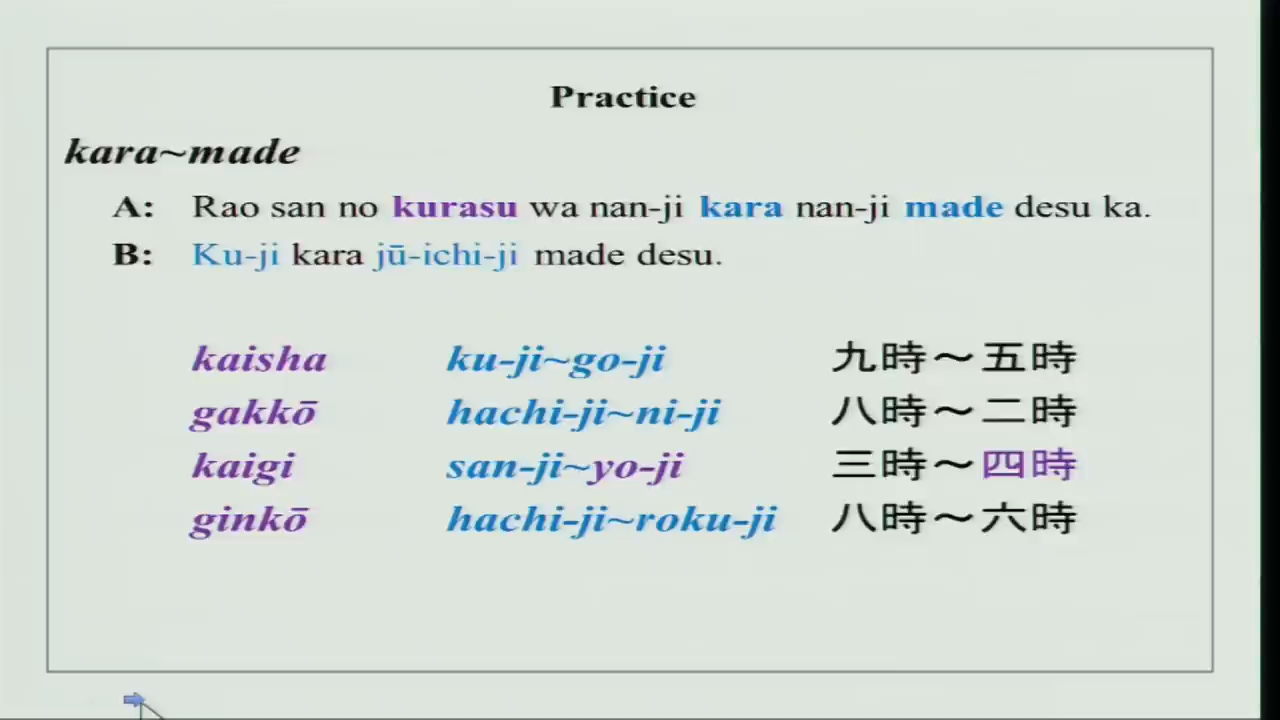 Practice
kara~made
A: Rao san no kurasu wa nan-ji kara nan-ji made desu ka.
B: Ku-ji kara jū-ichi-ji made desu.
kaisha ku-ji~go-ji 九時～五時
gakkō hachi-ji~ni-ji 八時～二時
kaigi san-ji~yo-ji 三時～四時
ginkō hachi-ji~roku-ji 八時～六時